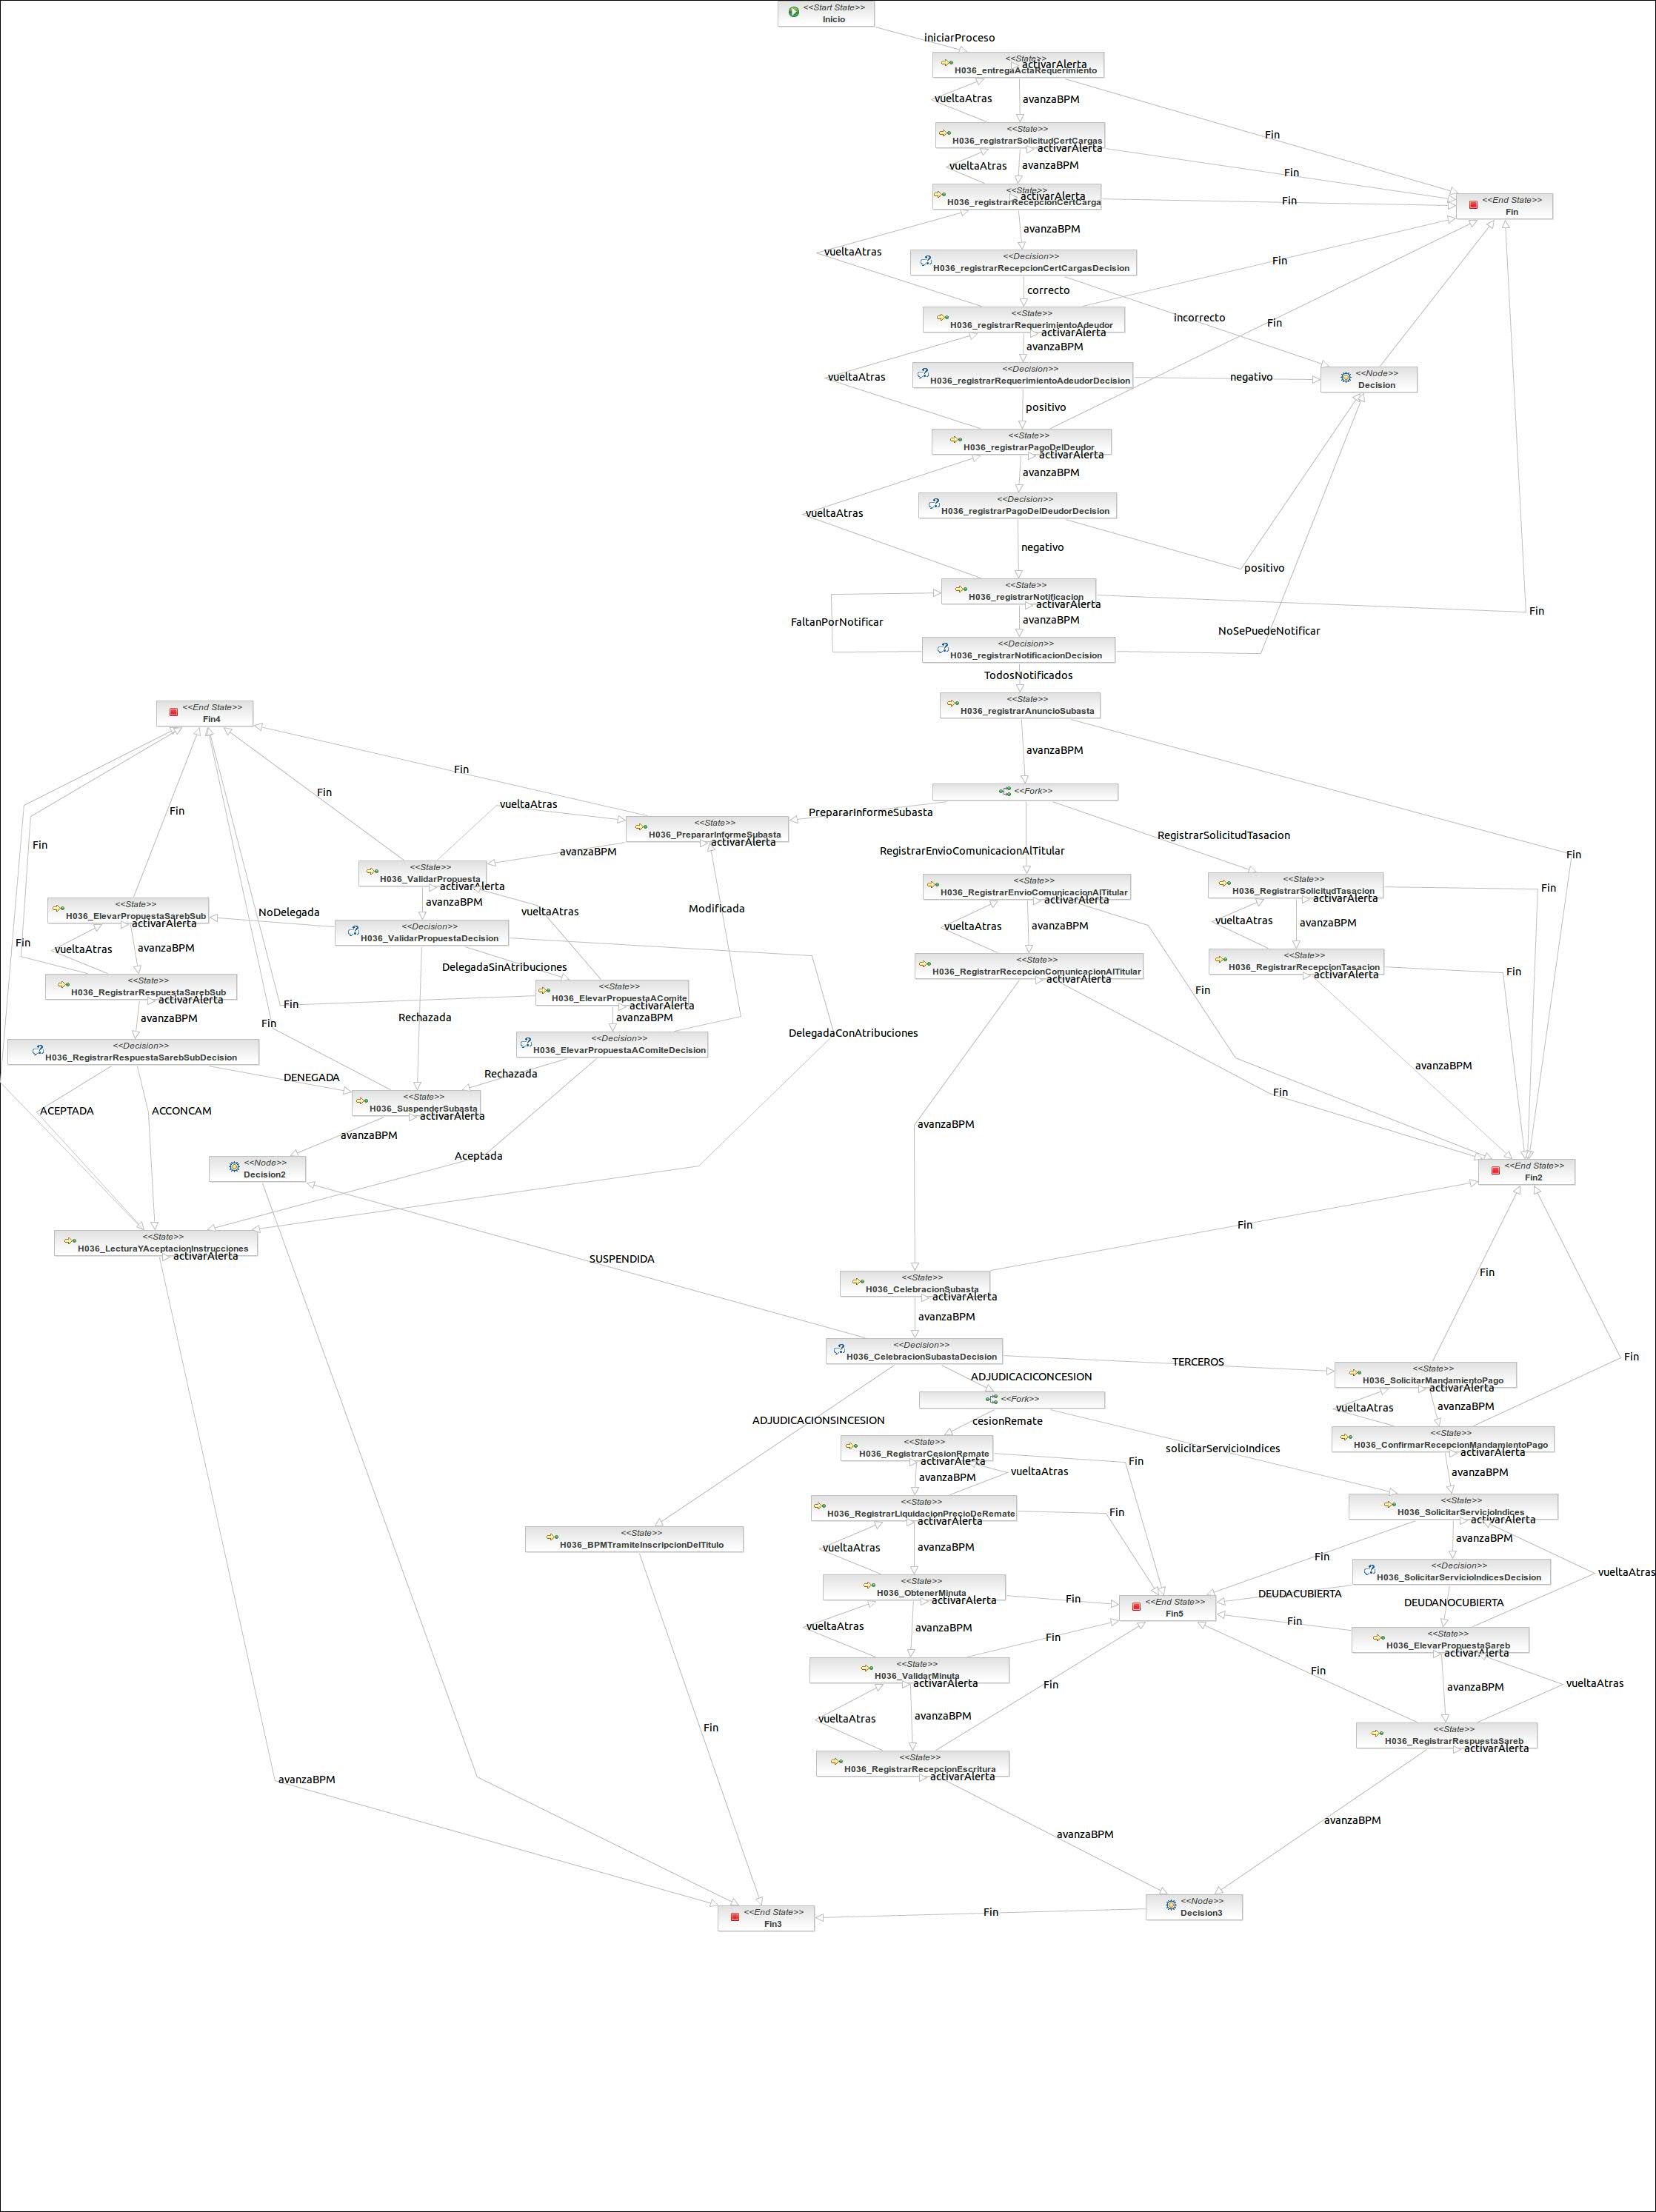 <<Start State>>
Inicio
iniciarProceso
<<State>>
activarAlerta
H036_entregaActaRequerimiento
vueltaAtras
avanzaBPM
Fin
<<State>>
H036_registrarSolicitudCertCargas
activarAlerta
vueltaAtras
avanzaBPM
Fin
<<State>>
activarAlerta
H036_registrarRecepcionCertCarga
Fin
<<End State>>
Fin
avanzaBPM
vueltaAtras
<<Decision>>
H036_registrarRecepcionCertCargasDecision
Fin
correcto
incorrecto
<<State>>
H036_registrarRequerimientoAdeudor
activarAlerta
Fin
avanzaBPM
vueltaAtras
<<Decision>>
H036_registrarRequerimientoAdeudorDecision
negativo
<<Node>>
Decision
positivo
<<State>>
H036_registrarPagoDelDeudor
activarAlerta
avanzaBPM
vueltaAtras
<<Decision>>
H036_registrarPagoDelDeudorDecision
negativo
positivo
<<State>>
H036_registrarNotificacion
activarAlerta
Fin
avanzaBPM
FaltanPorNotificar
NoSePuedeNotificar
<<Decision>>
H036_registrarNotificacionDecision
TodosNotificados
<<State>>
H036_registrarAnuncioSubasta
<<End State>>
Fin4
avanzaBPM
Fin
Fin
<<Fork>>
vueltaAtras
Fin
PrepararInformeSubasta
<<State>>
H036_PrepararInformeSubasta
activarAlerta
RegistrarSolicitudTasacion
Fin
avanzaBPM
RegistrarEnvioComunicacionAlTitular
Fin
<<State>>
H036_ValidarPropuesta
activarAlerta
<<State>>
H036_RegistrarEnvioComunicacionAlTitular
activarAlerta
<<State>>
H036_RegistrarSolicitudTasacion
activarAlerta
Fin
avanzaBPM
<<State>>
H036_ElevarPropuestaSarebSub
activarAlerta
NoDelegada
vueltaAtras
Modificada
vueltaAtras
avanzaBPM
vueltaAtras
avanzaBPM
<<Decision>>
H036_ValidarPropuestaDecision
Fin
vueltaAtras
avanzaBPM
DelegadaSinAtribuciones
<<State>>
H036_RegistrarRecepcionComunicacionAlTitular
activarAlerta
<<State>>
H036_RegistrarRecepcionTasacion
activarAlerta
Fin
<<State>>
H036_RegistrarRespuestaSarebSub
activarAlerta
<<State>>
H036_ElevarPropuestaAComite
activarAlerta
Fin
Fin
avanzaBPM
Fin
Rechazada
avanzaBPM
DelegadaConAtribuciones
<<Decision>>
H036_RegistrarRespuestaSarebSubDecision
<<Decision>>
H036_ElevarPropuestaAComiteDecision
avanzaBPM
DENEGADA
Rechazada
Fin
<<State>>
H036_SuspenderSubasta
activarAlerta
ACEPTADA
ACCONCAM
avanzaBPM
avanzaBPM
Aceptada
<<Node>>
Decision2
<<End State>>
Fin2
<<State>>
H036_LecturaYAceptacionInstrucciones
activarAlerta
Fin
SUSPENDIDA
Fin
<<State>>
H036_CelebracionSubasta
activarAlerta
avanzaBPM
<<Decision>>
H036_CelebracionSubastaDecision
TERCEROS
Fin
ADJUDICACICONCESION
<<State>>
H036_SolicitarMandamientoPago
activarAlerta
<<Fork>>
vueltaAtras
avanzaBPM
ADJUDICACIONSINCESION
cesionRemate
<<State>>
H036_RegistrarCesionRemate
activarAlerta
solicitarServicioIndices
<<State>>
H036_ConfirmarRecepcionMandamientoPago
activarAlerta
Fin
avanzaBPM
vueltaAtras
avanzaBPM
<<State>>
H036_RegistrarLiquidacionPrecioDeRemate
activarAlerta
Fin
<<State>>
H036_SolicitarServicioIndices
activarAlerta
<<State>>
H036_BPMTramiteInscripcionDelTitulo
vueltaAtras
avanzaBPM
avanzaBPM
Fin
<<Decision>>
H036_SolicitarServicioIndicesDecision
vueltaAtras
<<State>>
H036_ObtenerMinuta
activarAlerta
Fin
<<End State>>
Fin5
DEUDACUBIERTA
DEUDANOCUBIERTA
vueltaAtras
avanzaBPM
Fin
Fin
<<State>>
H036_ElevarPropuestaSareb
activarAlerta
<<State>>
H036_ValidarMinuta
activarAlerta
Fin
Fin
avanzaBPM
vueltaAtras
vueltaAtras
avanzaBPM
Fin
<<State>>
H036_RegistrarRespuestaSareb
activarAlerta
<<State>>
H036_RegistrarRecepcionEscritura
activarAlerta
avanzaBPM
avanzaBPM
avanzaBPM
<<Node>>
Decision3
Fin
<<End State>>
Fin3